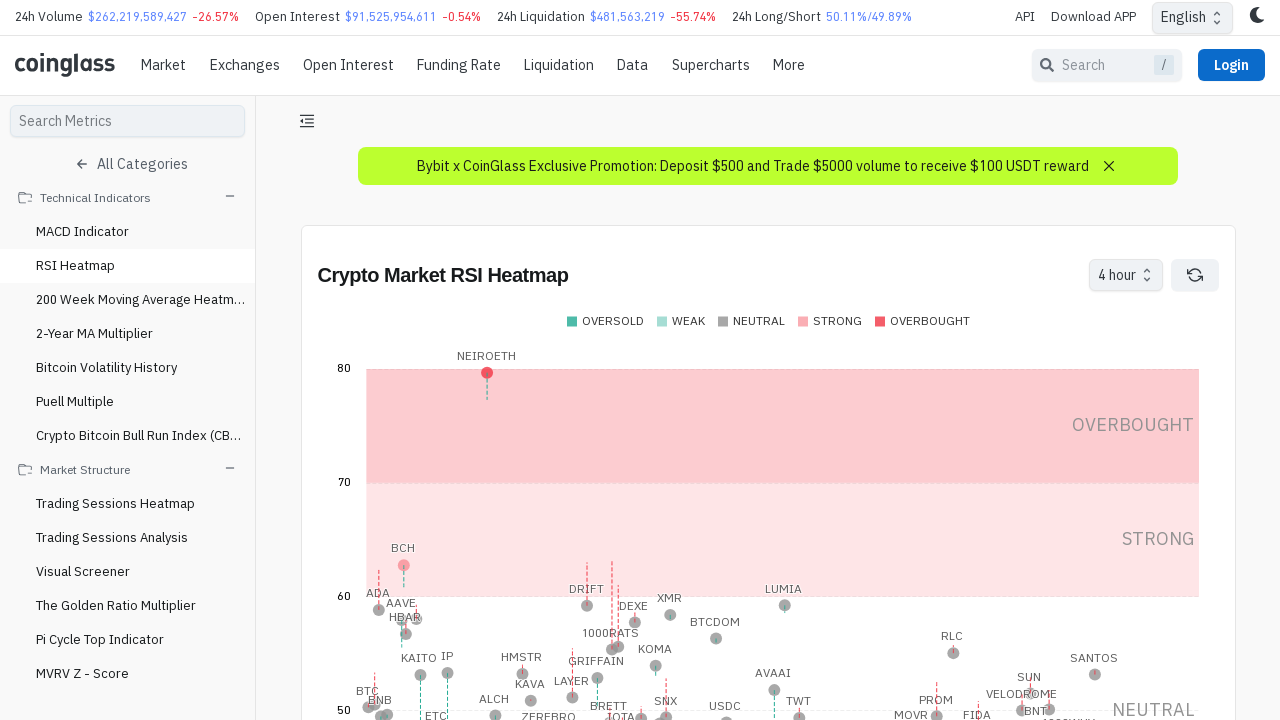 24h Volume $262,219,589,427 -26.57% Open Interest $91,525,954,611 -0.54% 24h Liquidation $481,563,219 -55.74% 24h Long/Short 50.11%/49.89% API Download APP English
coinglass Market Exchanges Open Interest Funding Rate Liquidation Data Supercharts More Search / Login
Search Metrics
All Categories
Technical Indicators
MACD Indicator
RSI Heatmap
200 Week Moving Average Heatm...
2-Year MA Multiplier
Bitcoin Volatility History
Puell Multiple
Crypto Bitcoin Bull Run Index (CB...
Market Structure
Trading Sessions Heatmap
Trading Sessions Analysis
Visual Screener
The Golden Ratio Multiplier
Pi Cycle Top Indicator
MVRV Z - Score
Bybit x CoinGlass Exclusive Promotion: Deposit $500 and Trade $5000 volume to receive $100 USDT reward
Crypto Market RSI Heatmap 4 hour
OVERSOLD WEAK NEUTRAL STRONG OVERBOUGHT
NEIROETH
80
OVERBOUGHT
70
STRONG
BCH
60
ADA DRIFT LUMIA
AAVE DEXE XMR
HBAR BTCDOM
1000RATS RLC
KOMA
KAITO IP HMSTR GRIFFAIN SANTOS
AVAAI SUN
KAVA LAYER
BTC VELODROME
BNB ALCH BRETT SNX USDC TWT PROM
50 NEUTRAL
ETC ZEREBRO IOTA MOVR FIDA BNT